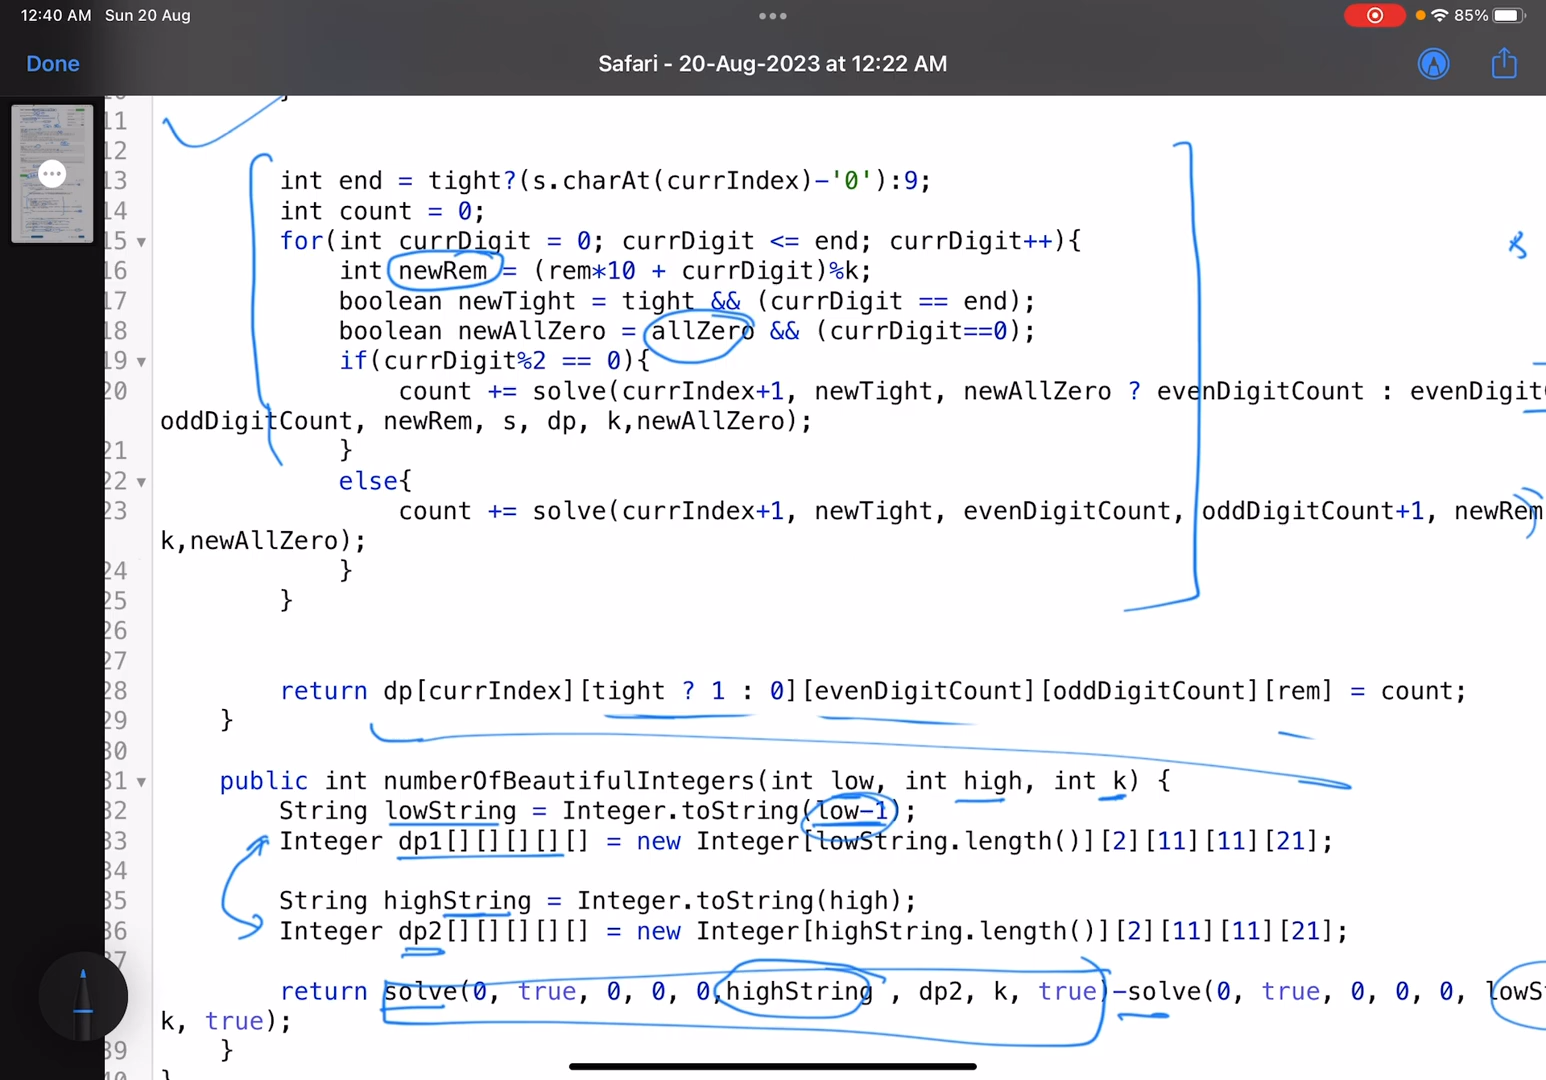 12:40 AM Sun 20 Aug
85%
Done
Safari - 20-Aug-2023 at 12:22 AM
11
12
13 int end = tight?(s.charAt(currIndex)-'0'):9;
14 int count = 0;
15 for(int currDigit = 0; currDigit <= end; currDigit++){
16 int newRem = (rem*10 + currDigit)%k;
17 boolean newTight = tight && (currDigit == end);
18 boolean newAllZero = allZero && (currDigit==0);
19 if(currDigit%2 == 0){
20 count += solve(currIndex+1, newTight, newAllZero ? evenDigitCount : evenDigit
oddDigitCount, newRem, s, dp, k,newAllZero);
21 }
22 else{
23 count += solve(currIndex+1, newTight, evenDigitCount, oddDigitCount+1, newRem
k,newAllZero);
24 }
25 }
26
27
28 return dp[currIndex][tight ? 1 : 0][evenDigitCount][oddDigitCount][rem] = count;
29 }
30
31 public int numberOfBeautifulIntegers(int low, int high, int k) {
32 String lowString = Integer.toString(low-1);
33 Integer dp1[][][][][] = new Integer[lowString.length()][2][11][11][21];
34
35 String highString = Integer.toString(high);
36 Integer dp2[][][][][] = new Integer[highString.length()][2][11][11][21];
37
return solve(0, true, 0, 0, 0,highString , dp2, k, true)-solve(0, true, 0, 0, 0, lowS
k, true);
39 }